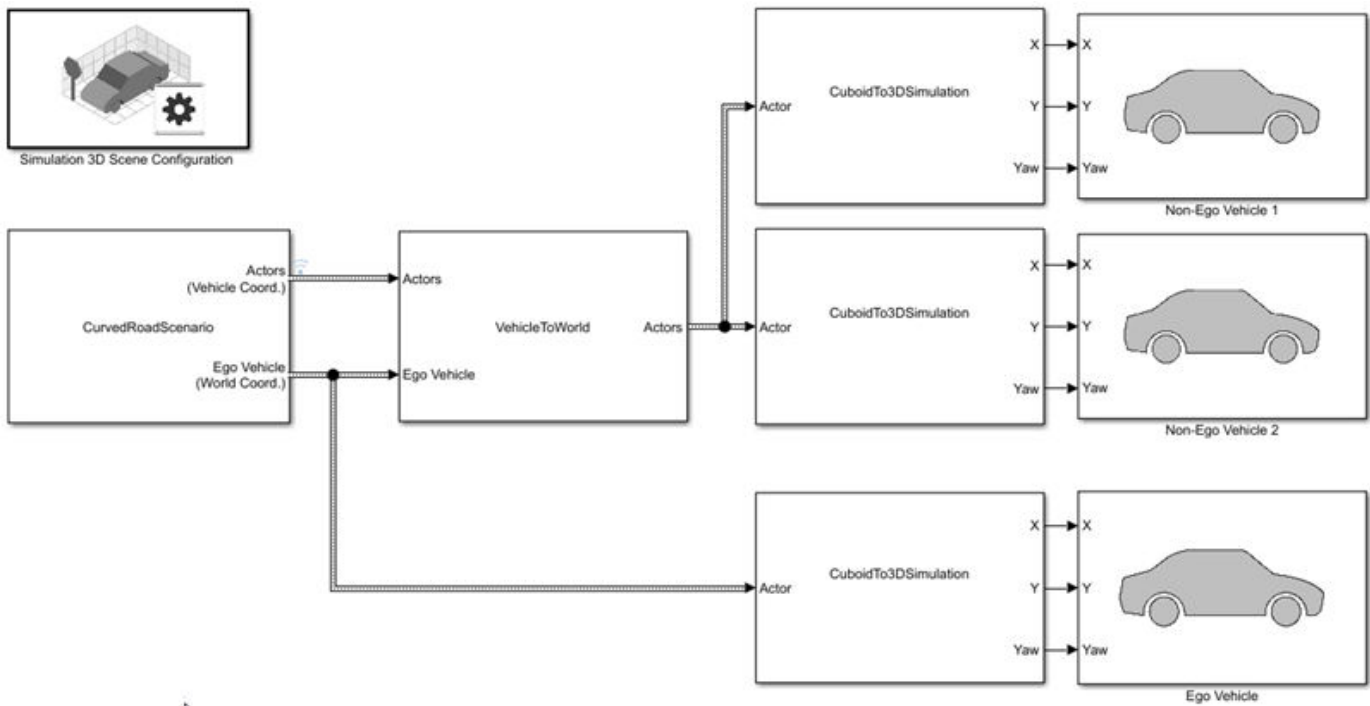 Simulation 3D Scene Configuration
Actors
(Vehicle Coord.)
CurvedRoadScenario
Ego Vehicle
(World Coord.)
Actors
VehicleToWorld
Actors
Ego Vehicle
Actor
CuboidTo3DSimulation
X
Y
Yaw
X
Y
Yaw
Non-Ego Vehicle 1
Actor
CuboidTo3DSimulation
X
Y
Yaw
X
Y
Yaw
Non-Ego Vehicle 2
Actor
CuboidTo3DSimulation
X
Y
Yaw
X
Y
Yaw
Ego Vehicle